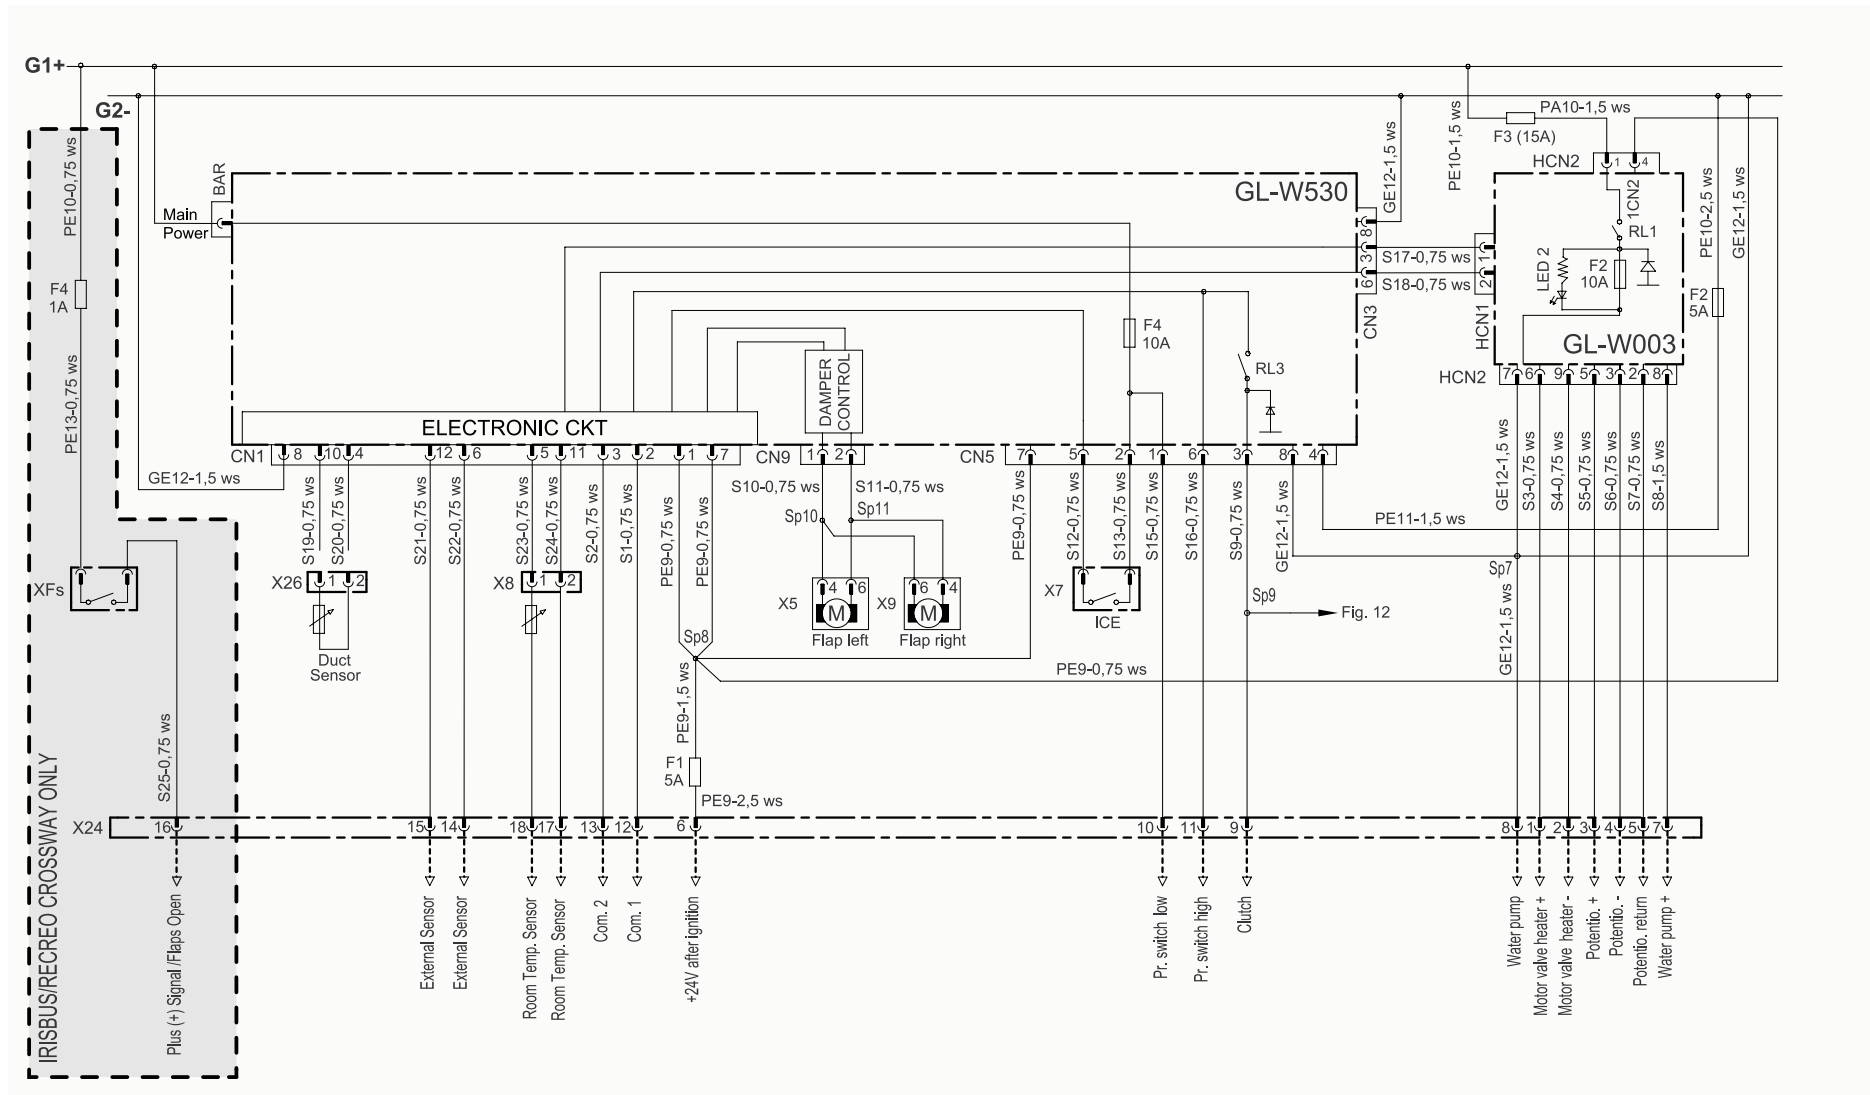 G1+
G2-
PE10-0,75 ws
F4
1A
PE13-0,75 ws
XFs
S25-0,75 ws
IRISBUS/RECREO CROSSWAY ONLY
BAR
Main
Power
GL-W530
GE12-1,5 ws
PE10-1,5 ws
PA10-1,5 ws
F3 (15A)
HCN2
1
4
1CN2
RL1
LED 2
F2
10A
GL-W003
PE10-2,5 ws
GE12-1,5 ws
F2
5A
8
3
6
CN3
S17-0,75 ws
S18-0,75 ws
1
2
HCN1
HCN2
7
6
9
5
3
2
8
F4
10A
RL3
DAMPER
CONTROL
ELECTRONIC CKT
CN1
8
10
4
12
6
5
11
3
2
1
7
CN9
1
2
CN5
7
5
2
1
6
3
8
4
GE12-1,5 ws
S19-0,75 ws
S20-0,75 ws
S21-0,75 ws
S22-0,75 ws
S23-0,75 ws
S24-0,75 ws
S2-0,75 ws
S1-0,75 ws
PE9-0,75 ws
PE9-0,75 ws
S10-0,75 ws
S11-0,75 ws
Sp10
Sp11
PE9-0,75 ws
S12-0,75 ws
S13-0,75 ws
S15-0,75 ws
S16-0,75 ws
S9-0,75 ws
GE12-1,5 ws
PE11-1,5 ws
GE12-1,5 ws
S3-0,75 ws
S4-0,75 ws
S5-0,75 ws
S6-0,75 ws
S7-0,75 ws
S8-1,5 ws
Sp7
GE12-1,5 ws
X26
1
2
Duct
Sensor
X8
1
2
X5
4
6
M
Flap left
X9
6
4
M
Flap right
X7
ICE
Sp9
Fig. 12
Sp8
PE9-0,75 ws
PE9-1,5 ws
F1
5A
PE9-2,5 ws
X24
16
15
14
18
17
13
12
6
10
11
9
8
1
2
3
4
5
7
Plus (+) Signal /Flaps Open
External Sensor
External Sensor
Room Temp. Sensor
Room Temp. Sensor
Com. 2
Com. 1
+24V after ignition
Pr. switch low
Pr. switch high
Clutch
Water pump
Motor valve heater +
Motor valve heater -
Potentio. +
Potentio. -
Potentio. return
Water pump +